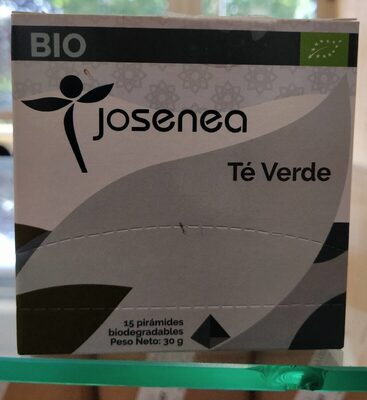 BIO
josenea
Té Verde
15 pirámides
biodegradables
Peso Neto: 30 g